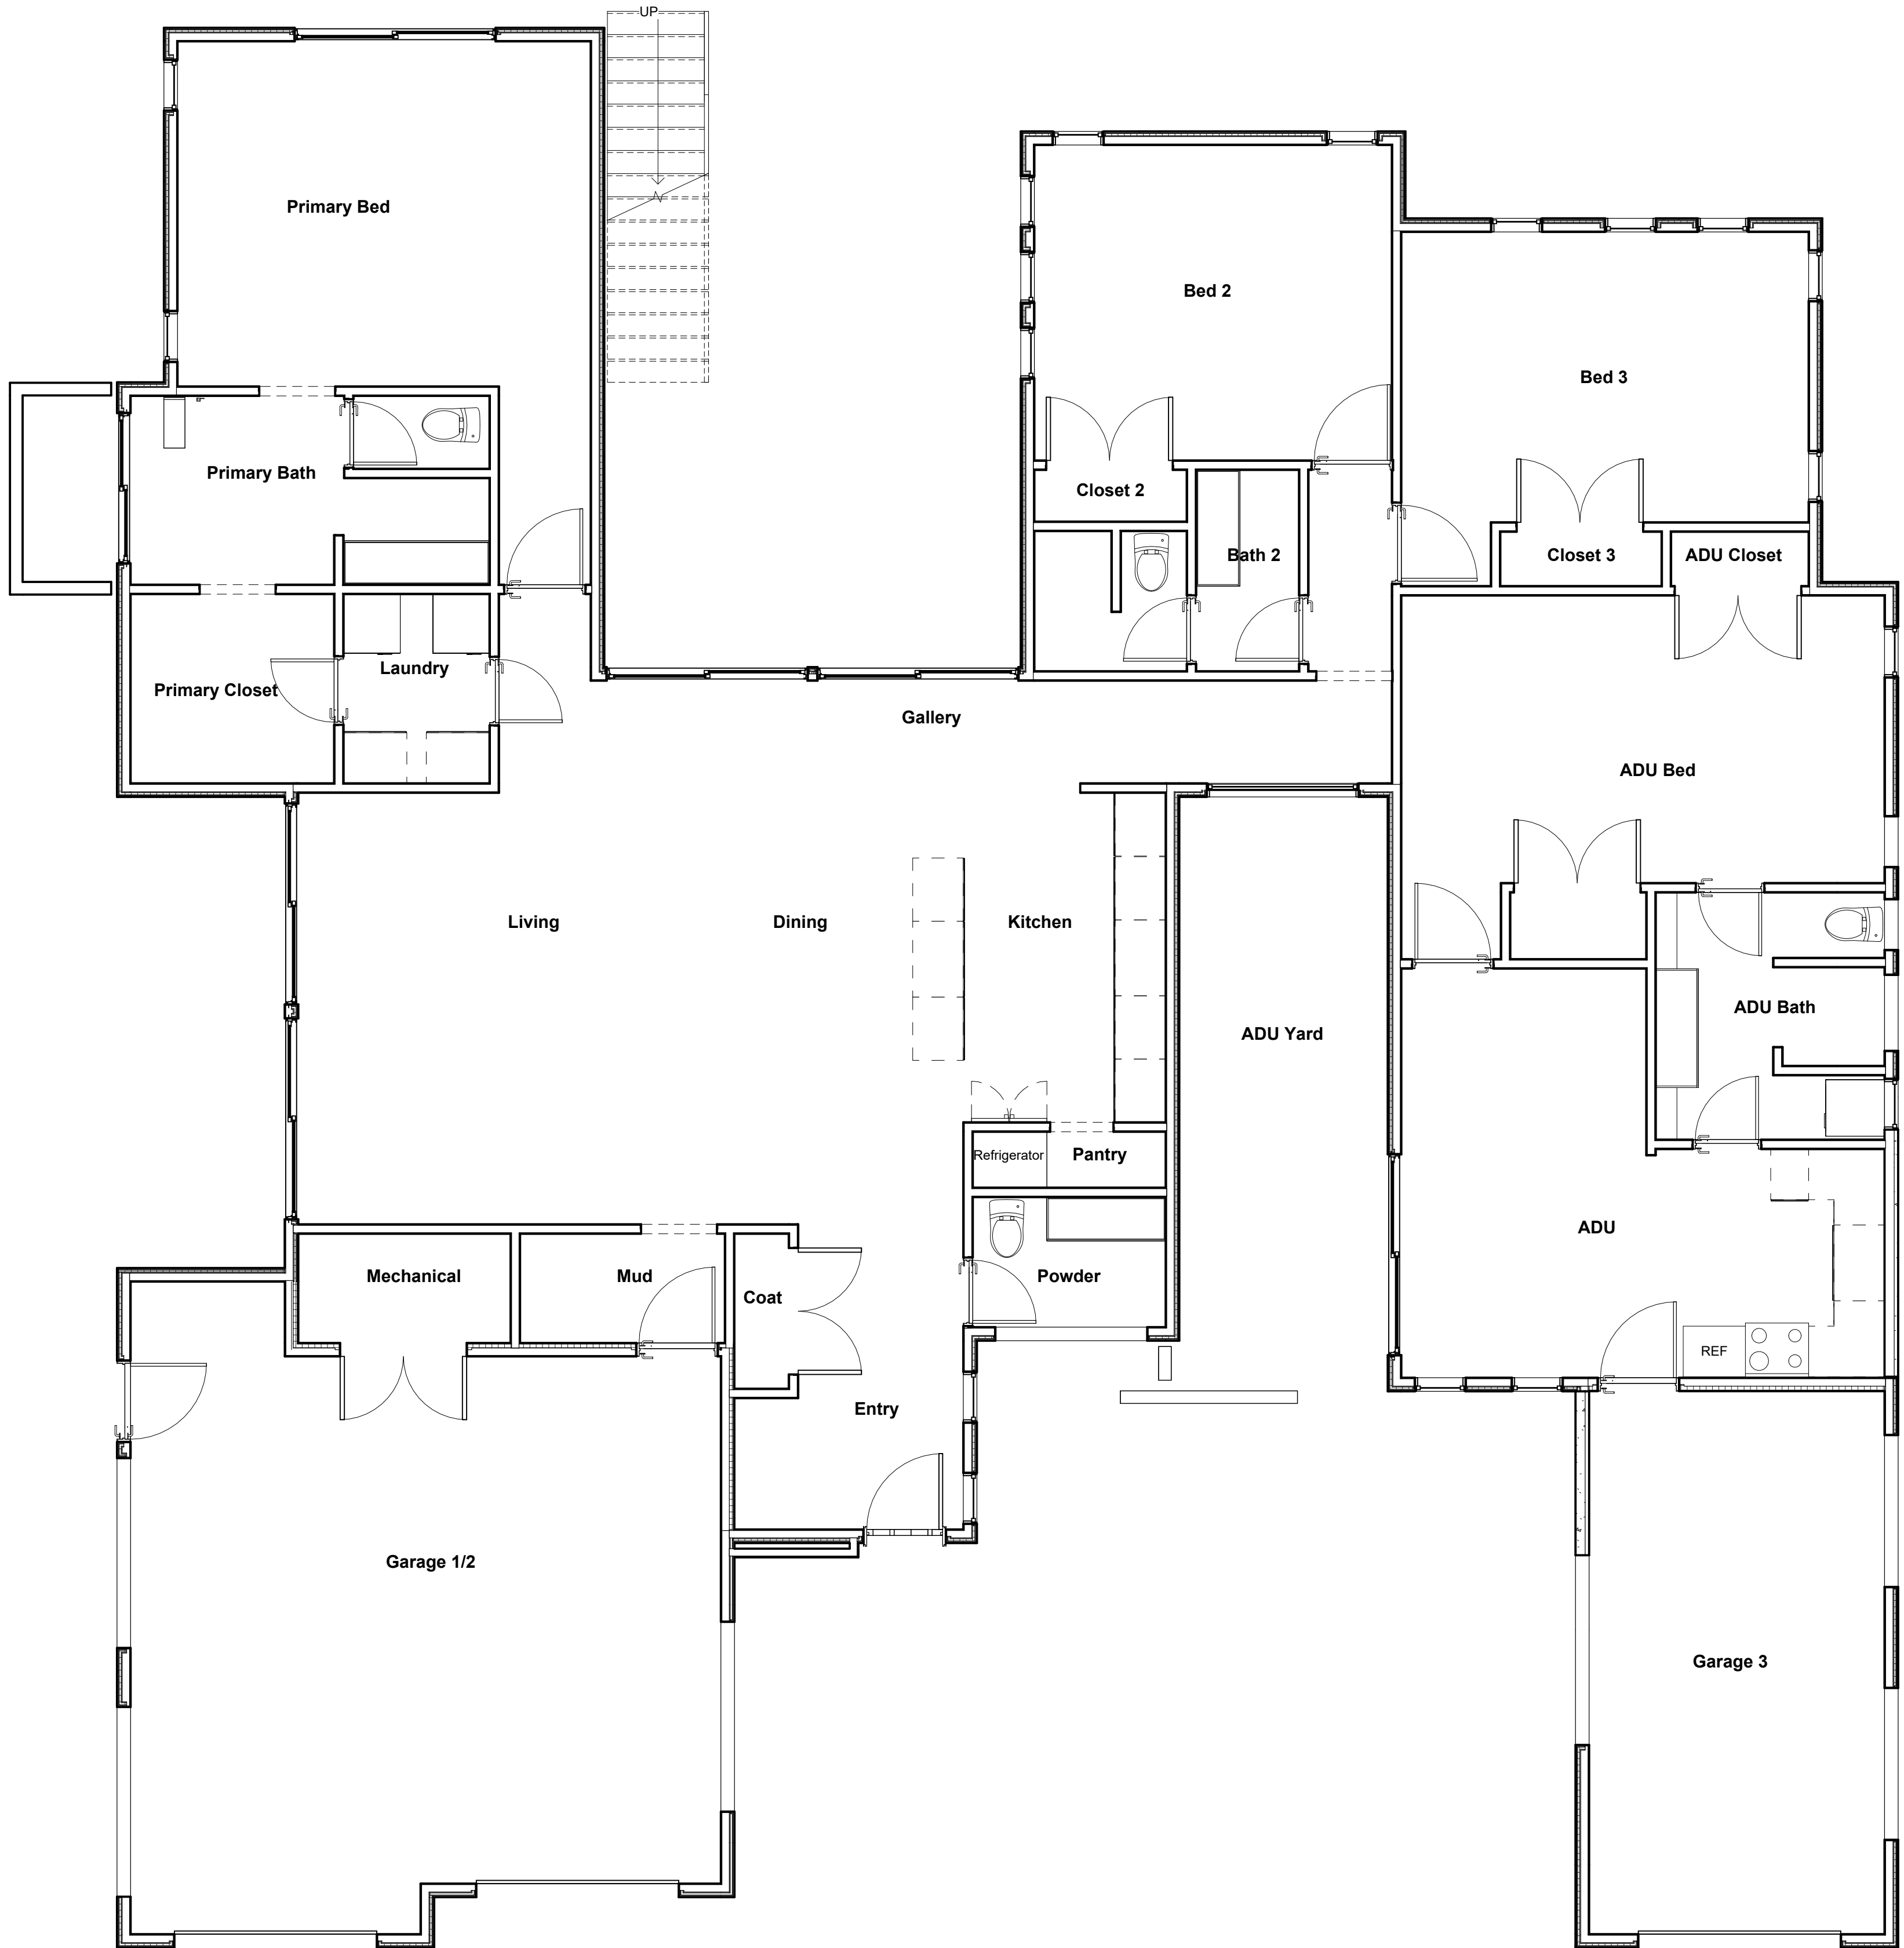 UP
Primary Bed
Bed 2
Bed 3
Primary Bath
Closet 2
Bath 2
Closet 3
ADU Closet
Laundry
Primary Closet
Gallery
ADU Bed
Living
Dining
Kitchen
ADU Bath
ADU Yard
Refrigerator
Pantry
ADU
Mechanical
Mud
Powder
Coat
REF
Entry
Garage 1/2
Garage 3